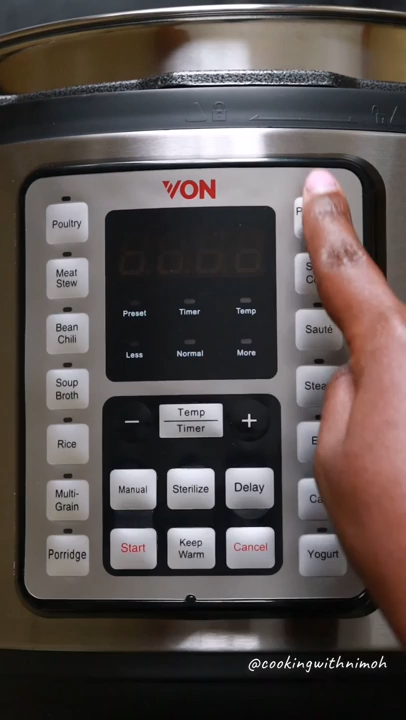 VON
Poultry
Meat
Stew
Bean
Chili
Soup
Broth
Rice
Multi-
Grain
Porridge
Preset Timer Temp
Less Normal More
Temp
Timer
Manual Sterilize Delay
Start Keep
Warm Cancel
Sauté
Yogurt
@cookingwithnimoh